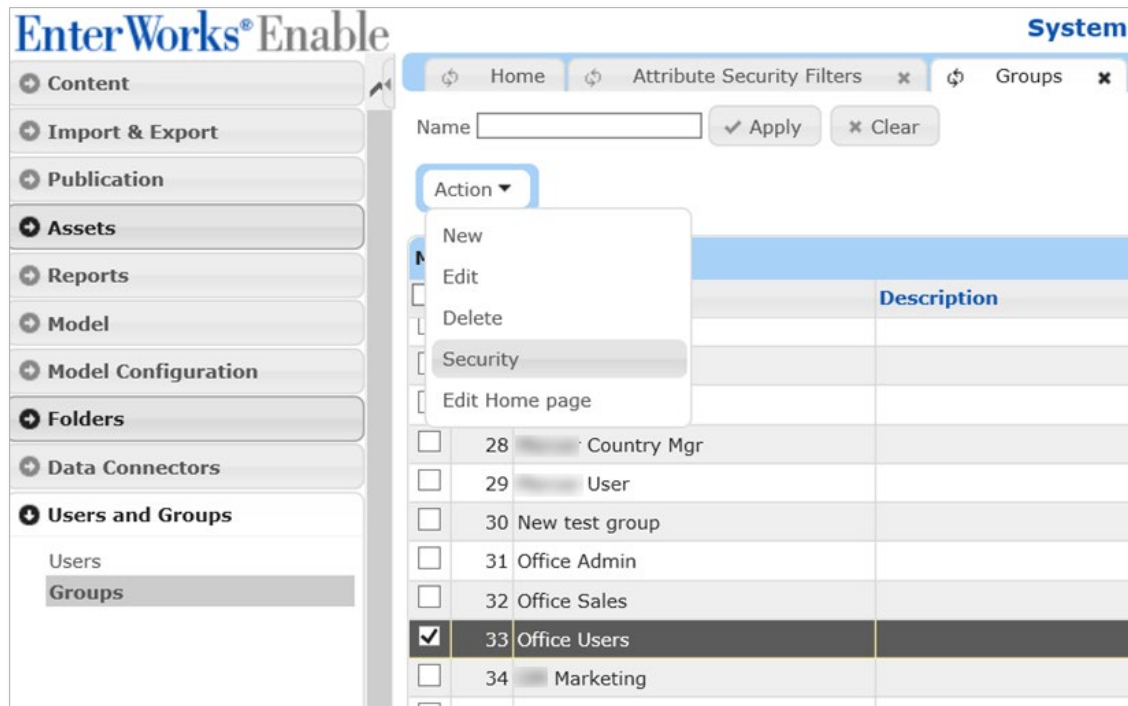 EnterWorks® Enable
System
Content
Import & Export
Publication
Assets
Reports
Model
Model Configuration
Folders
Data Connectors
Users and Groups
Users
Groups
Home
Attribute Security Filters
Groups
Name
Apply
Clear
Action
New
Edit
Delete
Security
Edit Home page
Description
28 Country Mgr
29 User
30 New test group
31 Office Admin
32 Office Sales
33 Office Users
34 Marketing